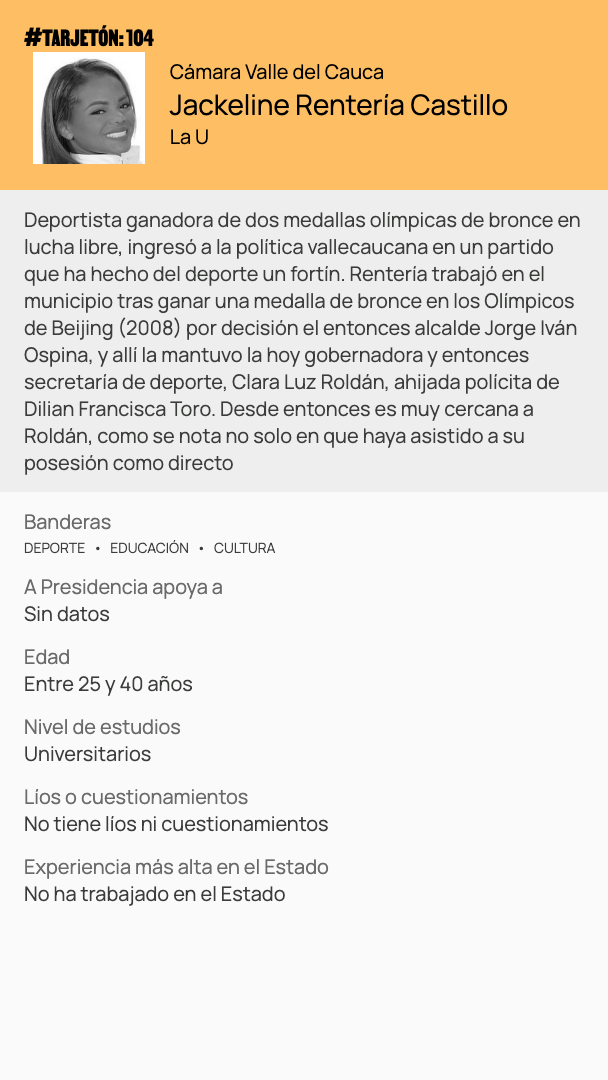 #TARJETÓN: 104
Cámara Valle del Cauca
Jackeline Rentería Castillo
La U
Deportista ganadora de dos medallas olímpicas de bronce en
lucha libre, ingresó a la política vallecaucana en un partido
que ha hecho del deporte un fortín. Rentería trabajó en el
municipio tras ganar una medalla de bronce en los Olímpicos
de Beijing (2008) por decisión el entonces alcalde Jorge Iván
Ospina, y allí la mantuvo la hoy gobernadora y entonces
secretaría de deporte, Clara Luz Roldán, ahijada polícita de
Dilian Francisca Toro. Desde entonces es muy cercana a
Roldán, como se nota no solo en que haya asistido a su
posesión como directo
Banderas
DEPORTE • EDUCACIÓN • CULTURA
A Presidencia apoya a
Sin datos
Edad
Entre 25 y 40 años
Nivel de estudios
Universitarios
Líos o cuestionamientos
No tiene líos ni cuestionamientos
Experiencia más alta en el Estado
No ha trabajado en el Estado